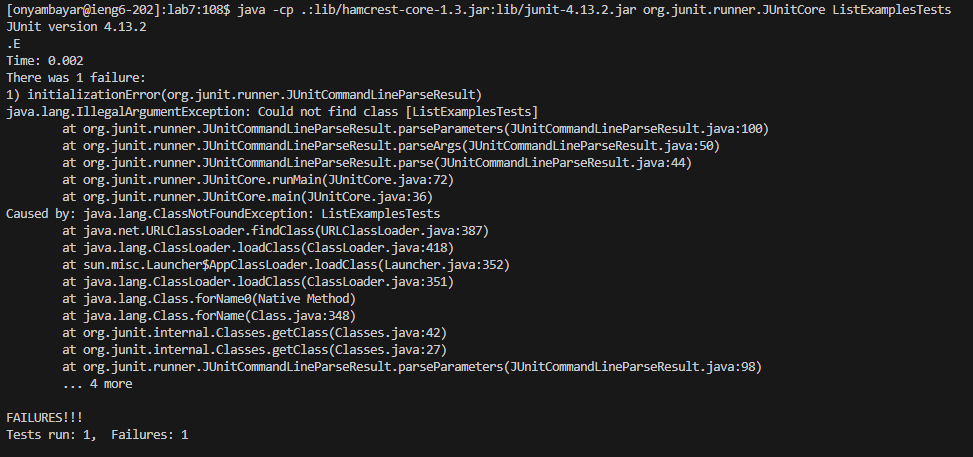 [onyambayar@ieng6-202]:lab7:108$ java -cp .:lib/hamcrest-core-1.3.jar:lib/junit-4.13.2.jar org.junit.runner.JUnitCore ListExamplesTests
JUnit version 4.13.2
.E
Time: 0.002
There was 1 failure:
1) initializationError(org.junit.runner.JUnitCommandLineParseResult)
java.lang.IllegalArgumentException: Could not find class [ListExamplesTests]
        at org.junit.runner.JUnitCommandLineParseResult.parseParameters(JUnitCommandLineParseResult.java:100)
        at org.junit.runner.JUnitCommandLineParseResult.parseArgs(JUnitCommandLineParseResult.java:50)
        at org.junit.runner.JUnitCommandLineParseResult.parse(JUnitCommandLineParseResult.java:44)
        at org.junit.runner.JUnitCore.runMain(JUnitCore.java:72)
        at org.junit.runner.JUnitCore.main(JUnitCore.java:36)
Caused by: java.lang.ClassNotFoundException: ListExamplesTests
        at java.net.URLClassLoader.findClass(URLClassLoader.java:387)
        at java.lang.ClassLoader.loadClass(ClassLoader.java:418)
        at sun.misc.Launcher$AppClassLoader.loadClass(Launcher.java:352)
        at java.lang.ClassLoader.loadClass(ClassLoader.java:351)
        at java.lang.Class.forName0(Native Method)
        at java.lang.Class.forName(Class.java:348)
        at org.junit.internal.Classes.getClass(Classes.java:42)
        at org.junit.internal.Classes.getClass(Classes.java:27)
        at org.junit.runner.JUnitCommandLineParseResult.parseParameters(JUnitCommandLineParseResult.java:98)
        ... 4 more
FAILURES!!!
Tests run: 1,  Failures: 1